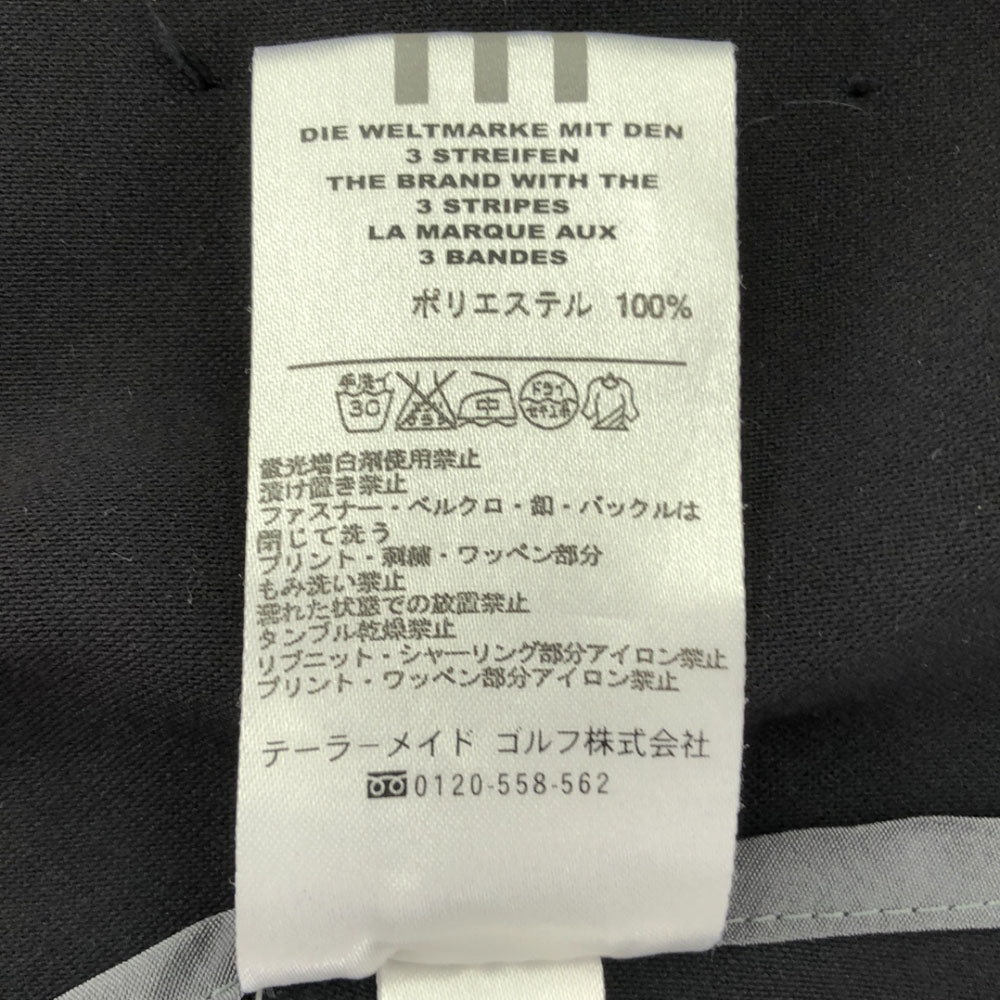 DIE WELTMARKE MIT DEN
3 STREIFEN
THE BRAND WITH THE
3 STRIPES
LA MARQUE AUX
3 BANDES
ポリエステル 100%
手洗イ
30
中
ドライ
セキユ系
蛍光増白剤使用禁止
漬け置き禁止
ファスナー・ベルクロ・釦・バックルは
閉じて洗う
プリント・刺繍・ワッペン部分
もみ洗い禁止
濡れた状態での放置禁止
タンブル乾燥禁止
リブニット・シャーリング部分アイロン禁止
プリント・ワッペン部分アイロン禁止
テーラーメイド ゴルフ株式会社
0120-558-562